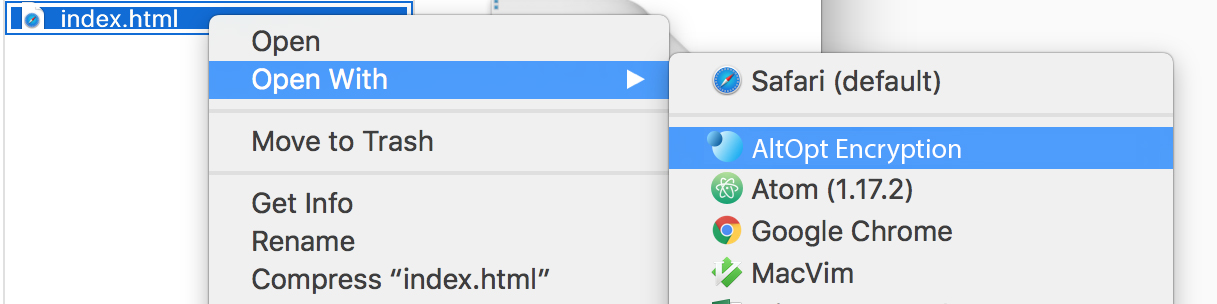 index.html
Open
Open With
Move to Trash
Get Info
Rename
Compress “index.html”
Safari (default)
AltOpt Encryption
Atom (1.17.2)
Google Chrome
MacVim